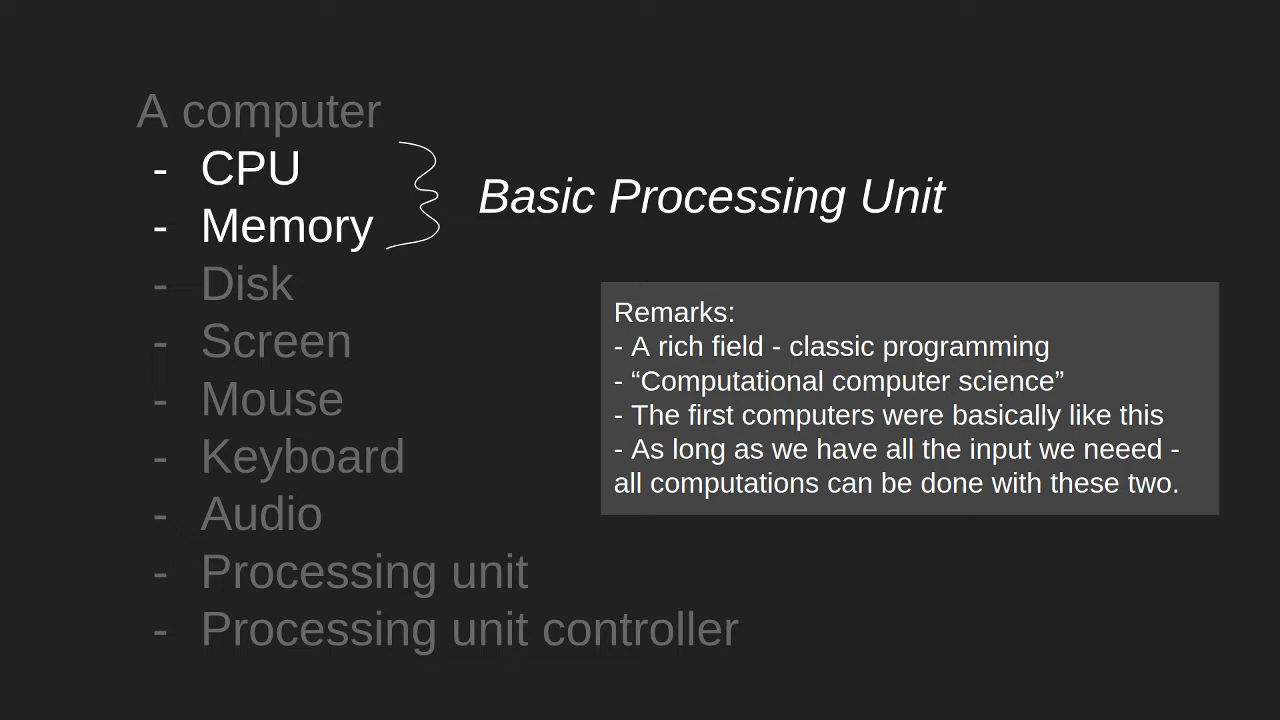 A computer
- CPU
- Memory
Basic Processing Unit
- Disk
- Screen
- Mouse
- Keyboard
- Audio
- Processing unit
- Processing unit controller
Remarks:
- A rich field - classic programming
- “Computational computer science”
- The first computers were basically like this
- As long as we have all the input we neeed -
all computations can be done with these two.